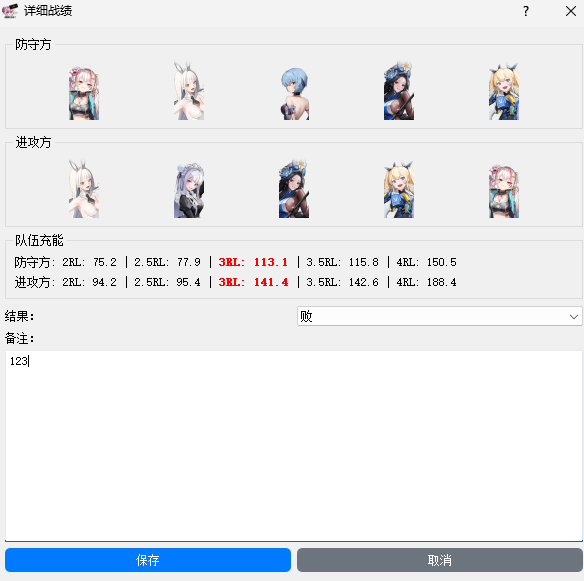 详细战绩
防守方
进攻方
队伍充能
防守方: 2RL: 75.2 | 2.5RL: 77.9 | 3RL: 113.1 | 3.5RL: 115.8 | 4RL: 150.5
进攻方: 2RL: 94.2 | 2.5RL: 95.4 | 3RL: 141.4 | 3.5RL: 142.6 | 4RL: 188.4
结果:
败
备注:
123
保存 取消